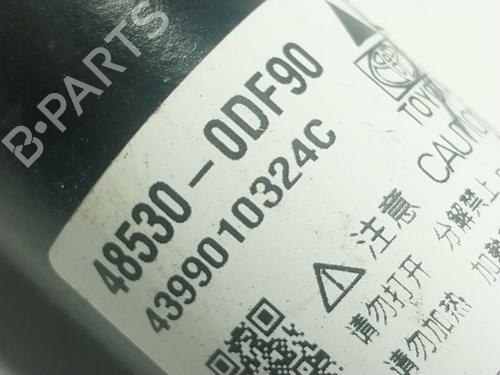 B-PARTS
48530-0DF90
4399010324C
TOYOT
CAUTIO
注意
请勿打开
请勿加热
分解禁止